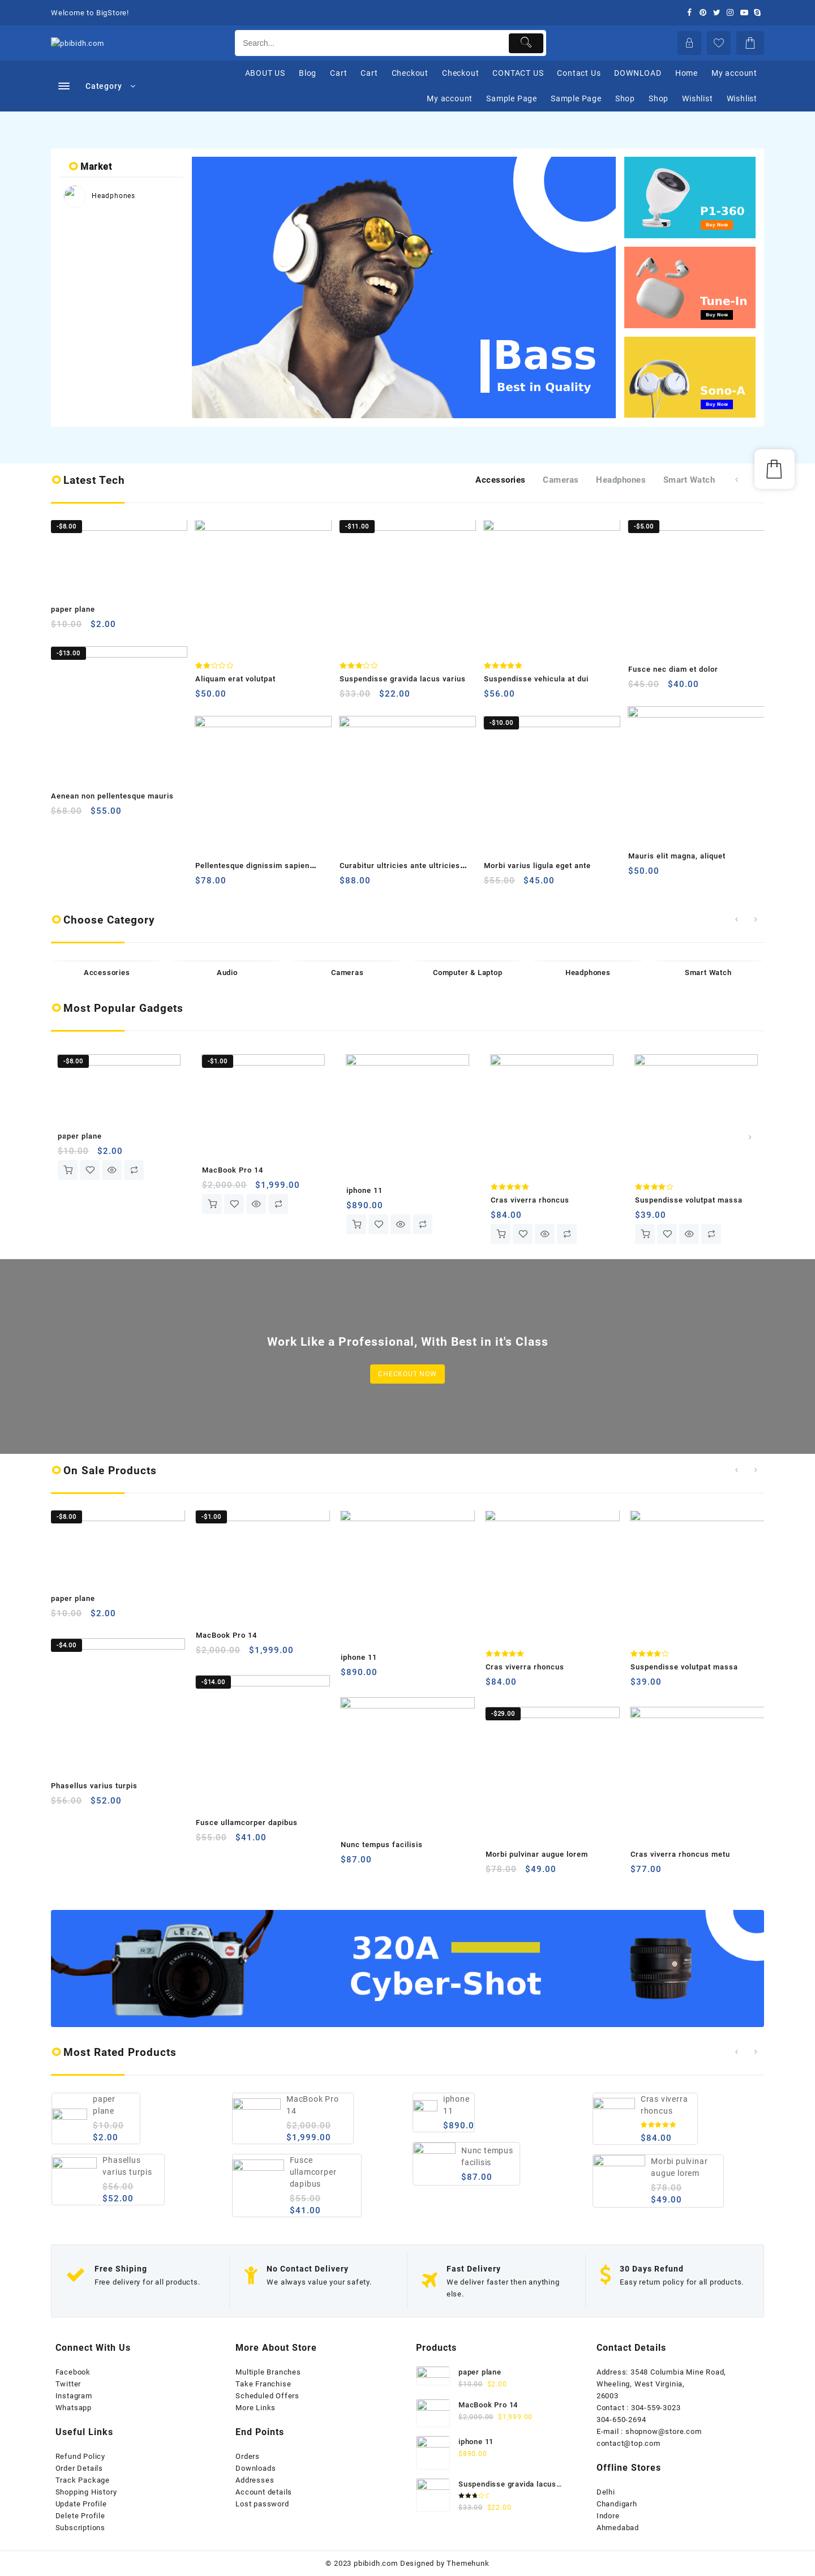 Welcome to BigStore!
pbibidh.com
Search...
Category
ABOUT US Blog Cart Cart Checkout Checkout CONTACT US Contact Us DOWNLOAD Home My account
My account Sample Page Sample Page Shop Shop Wishlist Wishlist
Market
Headphones
Bass
Best in Quality
P1-360
Buy Now
Tune-In
Buy Now
Sono-A
Buy Now
Latest Tech
Accessories Cameras Headphones Smart Watch
-$8.00
paper plane
$10.00 $2.00
-$13.00
Aenean non pellentesque mauris
$68.00 $55.00
Aliquam erat volutpat
$50.00
Pellentesque dignissim sapien...
$78.00
-$11.00
Suspendisse gravida lacus varius
$33.00 $22.00
Curabitur ultricies ante ultricies...
$88.00
Suspendisse vehicula at dui
$56.00
-$10.00
Morbi varius ligula eget ante
$55.00 $45.00
-$5.00
Fusce nec diam et dolor
$45.00 $40.00
Mauris elit magna, aliquet
$50.00
Choose Category
Accessories
Audio
Cameras
Computer & Laptop
Headphones
Smart Watch
Most Popular Gadgets
-$8.00
paper plane
$10.00 $2.00
-$1.00
MacBook Pro 14
$2,000.00 $1,999.00
iphone 11
$890.00
Cras viverra rhoncus
$84.00
Suspendisse volutpat massa
$39.00
Work Like a Professional, With Best in it's Class
CHECKOUT NOW
On Sale Products
-$8.00
paper plane
$10.00 $2.00
-$4.00
Phasellus varius turpis
$56.00 $52.00
-$1.00
MacBook Pro 14
$2,000.00 $1,999.00
-$14.00
Fusce ullamcorper dapibus
$55.00 $41.00
iphone 11
$890.00
Nunc tempus facilisis
$87.00
Cras viverra rhoncus
$84.00
-$29.00
Morbi pulvinar augue lorem
$78.00 $49.00
Suspendisse volutpat massa
$39.00
Cras viverra rhoncus metu
$77.00
LEICA
320A
Cyber-Shot
Most Rated Products
paper
plane
$10.00
$2.00
Phasellus
varius turpis
$56.00
$52.00
MacBook Pro
14
$2,000.00
$1,999.00
Fusce
ullamcorper
dapibus
$55.00
$41.00
iphone
11
$890.0
Nunc tempus
facilisis
$87.00
Cras viverra
rhoncus
$84.00
Morbi pulvinar
augue lorem
$78.00
$49.00
Free Shiping
Free delivery for all products.
No Contact Delivery
We always value your safety.
Fast Delivery
We deliver faster then anything
else.
30 Days Refund
Easy return policy for all products.
Connect With Us
Facebook
Twitter
Instagram
Whatsapp
Useful Links
Refund Policy
Order Details
Track Package
Shopping History
Update Profile
Delete Profile
Subscriptions
More About Store
Multiple Branches
Take Franchise
Scheduled Offers
More Links
End Points
Orders
Downloads
Addresses
Account details
Lost password
Products
paper plane
$10.00 $2.00
MacBook Pro 14
$2,000.00 $1,999.00
iphone 11
$890.00
Suspendisse gravida lacus...
$33.00 $22.00
Contact Details
Address: 3548 Columbia Mine Road,
Wheeling, West Virginia,
26003
Contact : 304-559-3023
304-650-2694
E-mail : shopnow@store.com
contact@top.com
Offline Stores
Delhi
Chandigarh
Indore
Ahmedabad
© 2023 pbibidh.com Designed by Themehunk